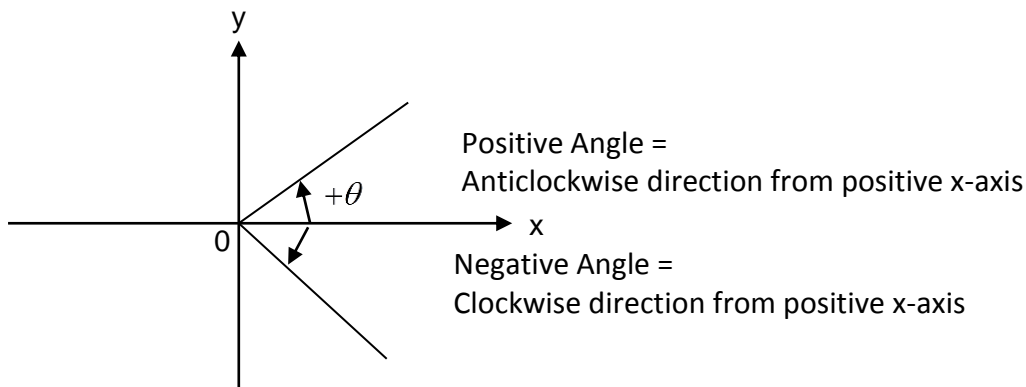 y
Positive Angle =
Anticlockwise direction from positive x-axis
+θ
x
0
Negative Angle =
Clockwise direction from positive x-axis